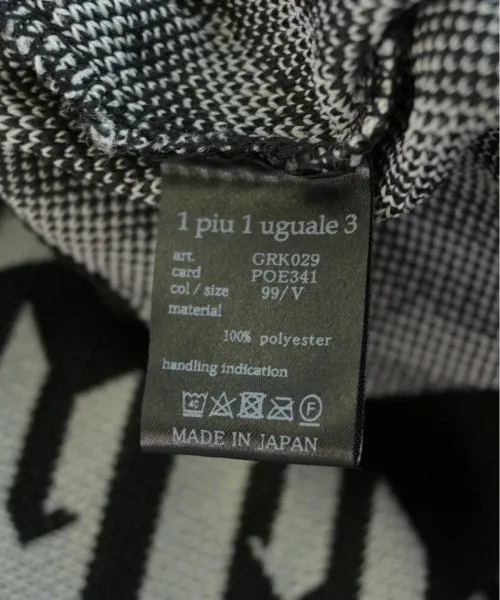 1 piu 1 uguale 3
art. GRK029
card POE341
col / size 99/V
material
100% polyester
handling indication
40 F
MADE IN JAPAN